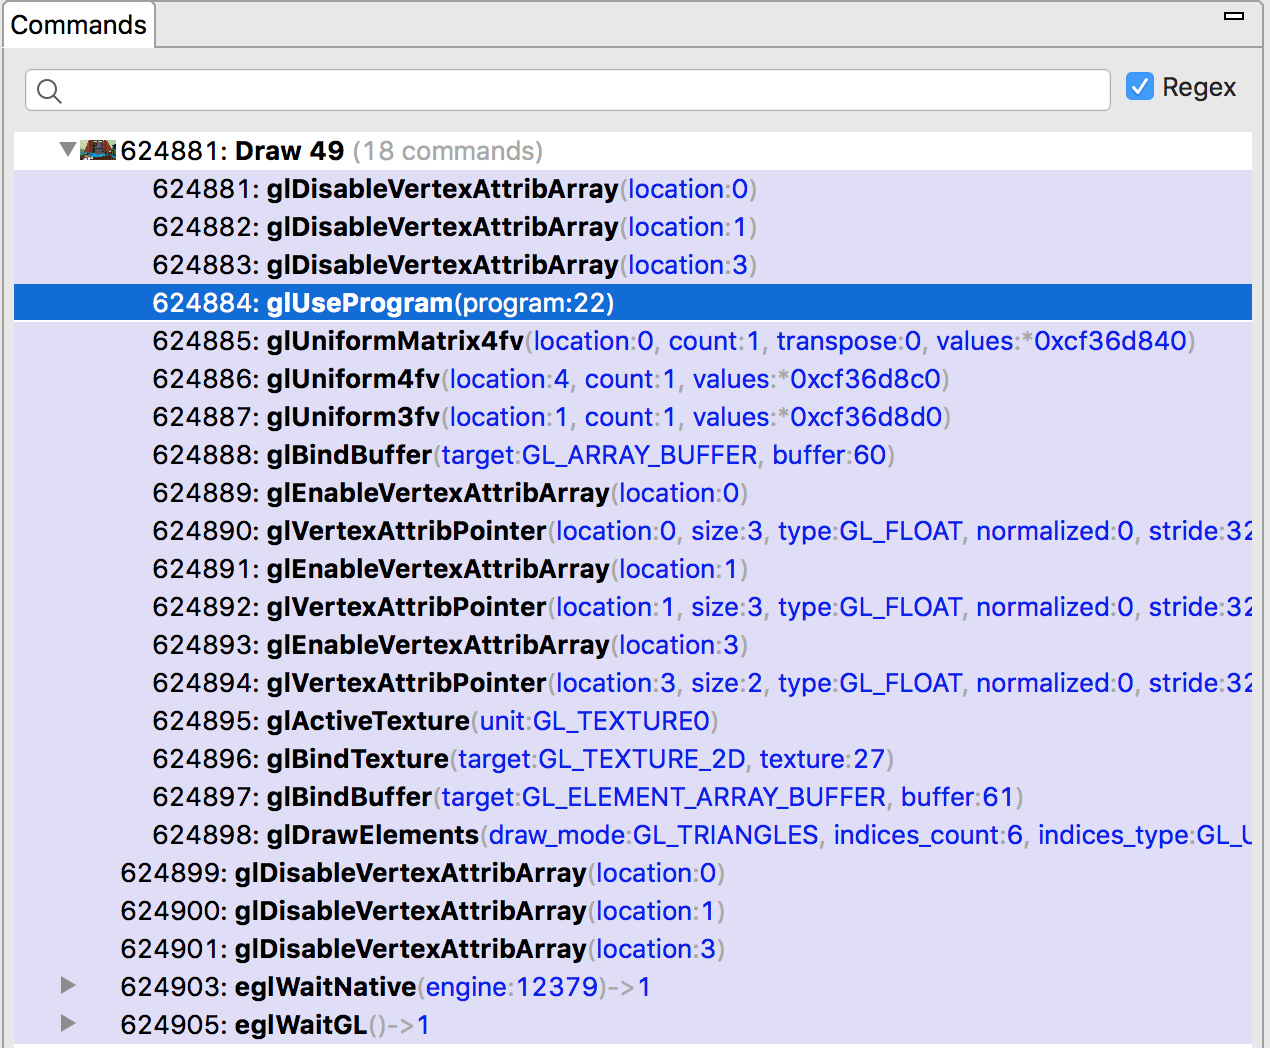 Commands
Regex
624881: Draw 49 (18 commands)
624881: glDisableVertexAttribArray(location:0)
624882: glDisableVertexAttribArray(location:1)
624883: glDisableVertexAttribArray(location:3)
624884: glUseProgram(program:22)
624885: glUniformMatrix4fv(location:0, count:1, transpose:0, values:*0xcf36d840)
624886: glUniform4fv(location:4, count:1, values:*0xcf36d8c0)
624887: glUniform3fv(location:1, count:1, values:*0xcf36d8d0)
624888: glBindBuffer(target:GL_ARRAY_BUFFER, buffer:60)
624889: glEnableVertexAttribArray(location:0)
624890: glVertexAttribPointer(location:0, size:3, type:GL_FLOAT, normalized:0, stride:32
624891: glEnableVertexAttribArray(location:1)
624892: glVertexAttribPointer(location:1, size:3, type:GL_FLOAT, normalized:0, stride:32
624893: glEnableVertexAttribArray(location:3)
624894: glVertexAttribPointer(location:3, size:2, type:GL_FLOAT, normalized:0, stride:32
624895: glActiveTexture(unit:GL_TEXTURE0)
624896: glBindTexture(target:GL_TEXTURE_2D, texture:27)
624897: glBindBuffer(target:GL_ELEMENT_ARRAY_BUFFER, buffer:61)
624898: glDrawElements(draw_mode:GL_TRIANGLES, indices_count:6, indices_type:GL_U
624899: glDisableVertexAttribArray(location:0)
624900: glDisableVertexAttribArray(location:1)
624901: glDisableVertexAttribArray(location:3)
624903: eglWaitNative(engine:12379)->1
624905: eglWaitGL()->1